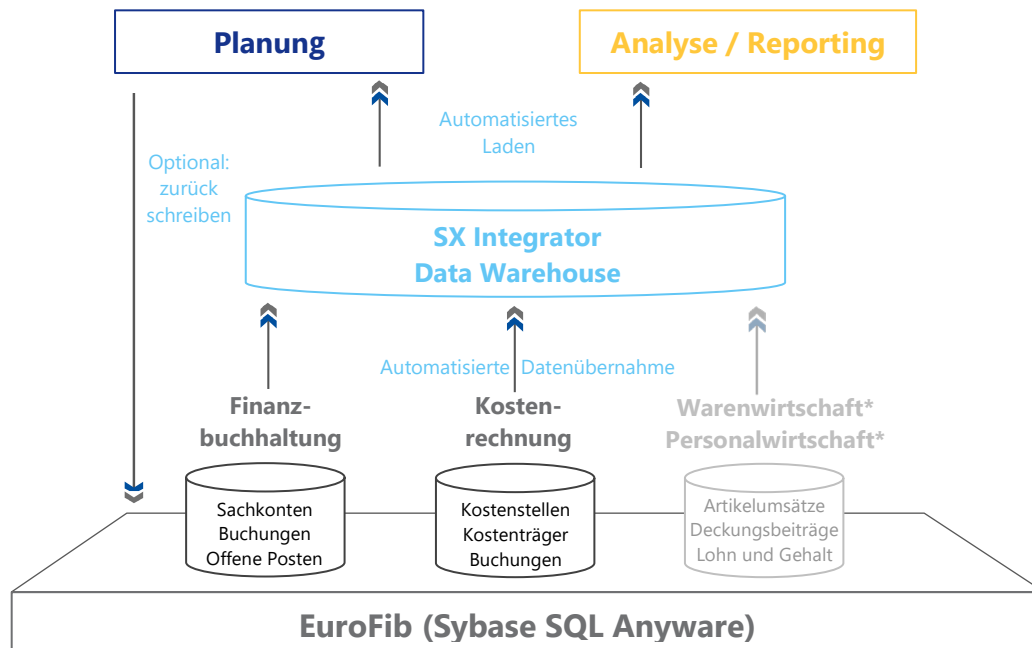 Planung
Analyse / Reporting
Automatisiertes
Laden
Optional:
zurück
schreiben
SX Integrator
Data Warehouse
Automatisierte Datenübernahme
Finanz-
buchhaltung
Kosten-
rechnung
Warenwirtschaft*
Personalwirtschaft*
Sachkonten
Buchungen
Offene Posten
Kostenstellen
Kostenträger
Buchungen
Artikelumsätze
Deckungsbeiträge
Lohn und Gehalt
EuroFib (Sybase SQL Anyware)